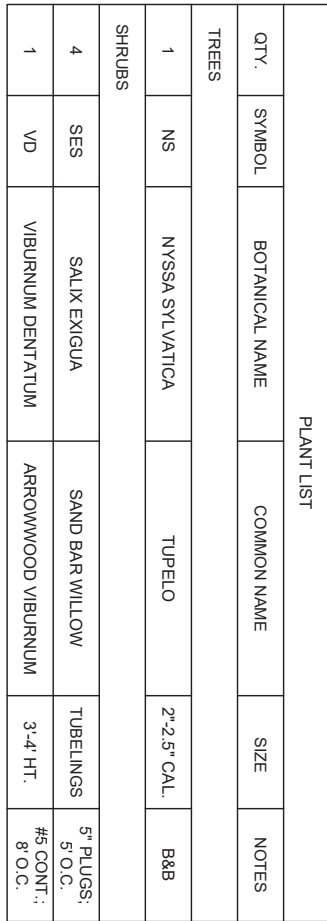 PLANT LIST
QTY. SYMBOL BOTANICAL NAME COMMON NAME SIZE NOTES
TREES
1 NS NYSSA SYLVATICA TUPELO 2"-2.5" CAL. B&B
SHRUBS
4 SES SALIX EXIGUA SAND BAR WILLOW TUBELINGS 5" PLUGS;
5' O.C.
1 VD VIBURNUM DENTATUM ARROWWOOD VIBURNUM 3'-4' HT. #5 CONT.;
8' O.C.